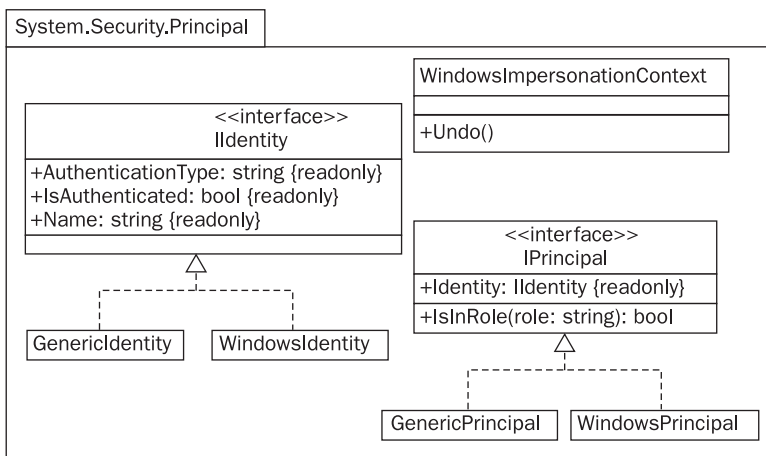 System.Security.Principal
<<interface>>
IIdentity
+AuthenticationType: string {readonly}
+IsAuthenticated: bool {readonly}
+Name: string {readonly}
GenericIdentity
WindowsIdentity
WindowsImpersonationContext
+Undo()
<<interface>>
IPrincipal
+Identity: IIdentity {readonly}
+IsInRole(role: string): bool
GenericPrincipal
WindowsPrincipal